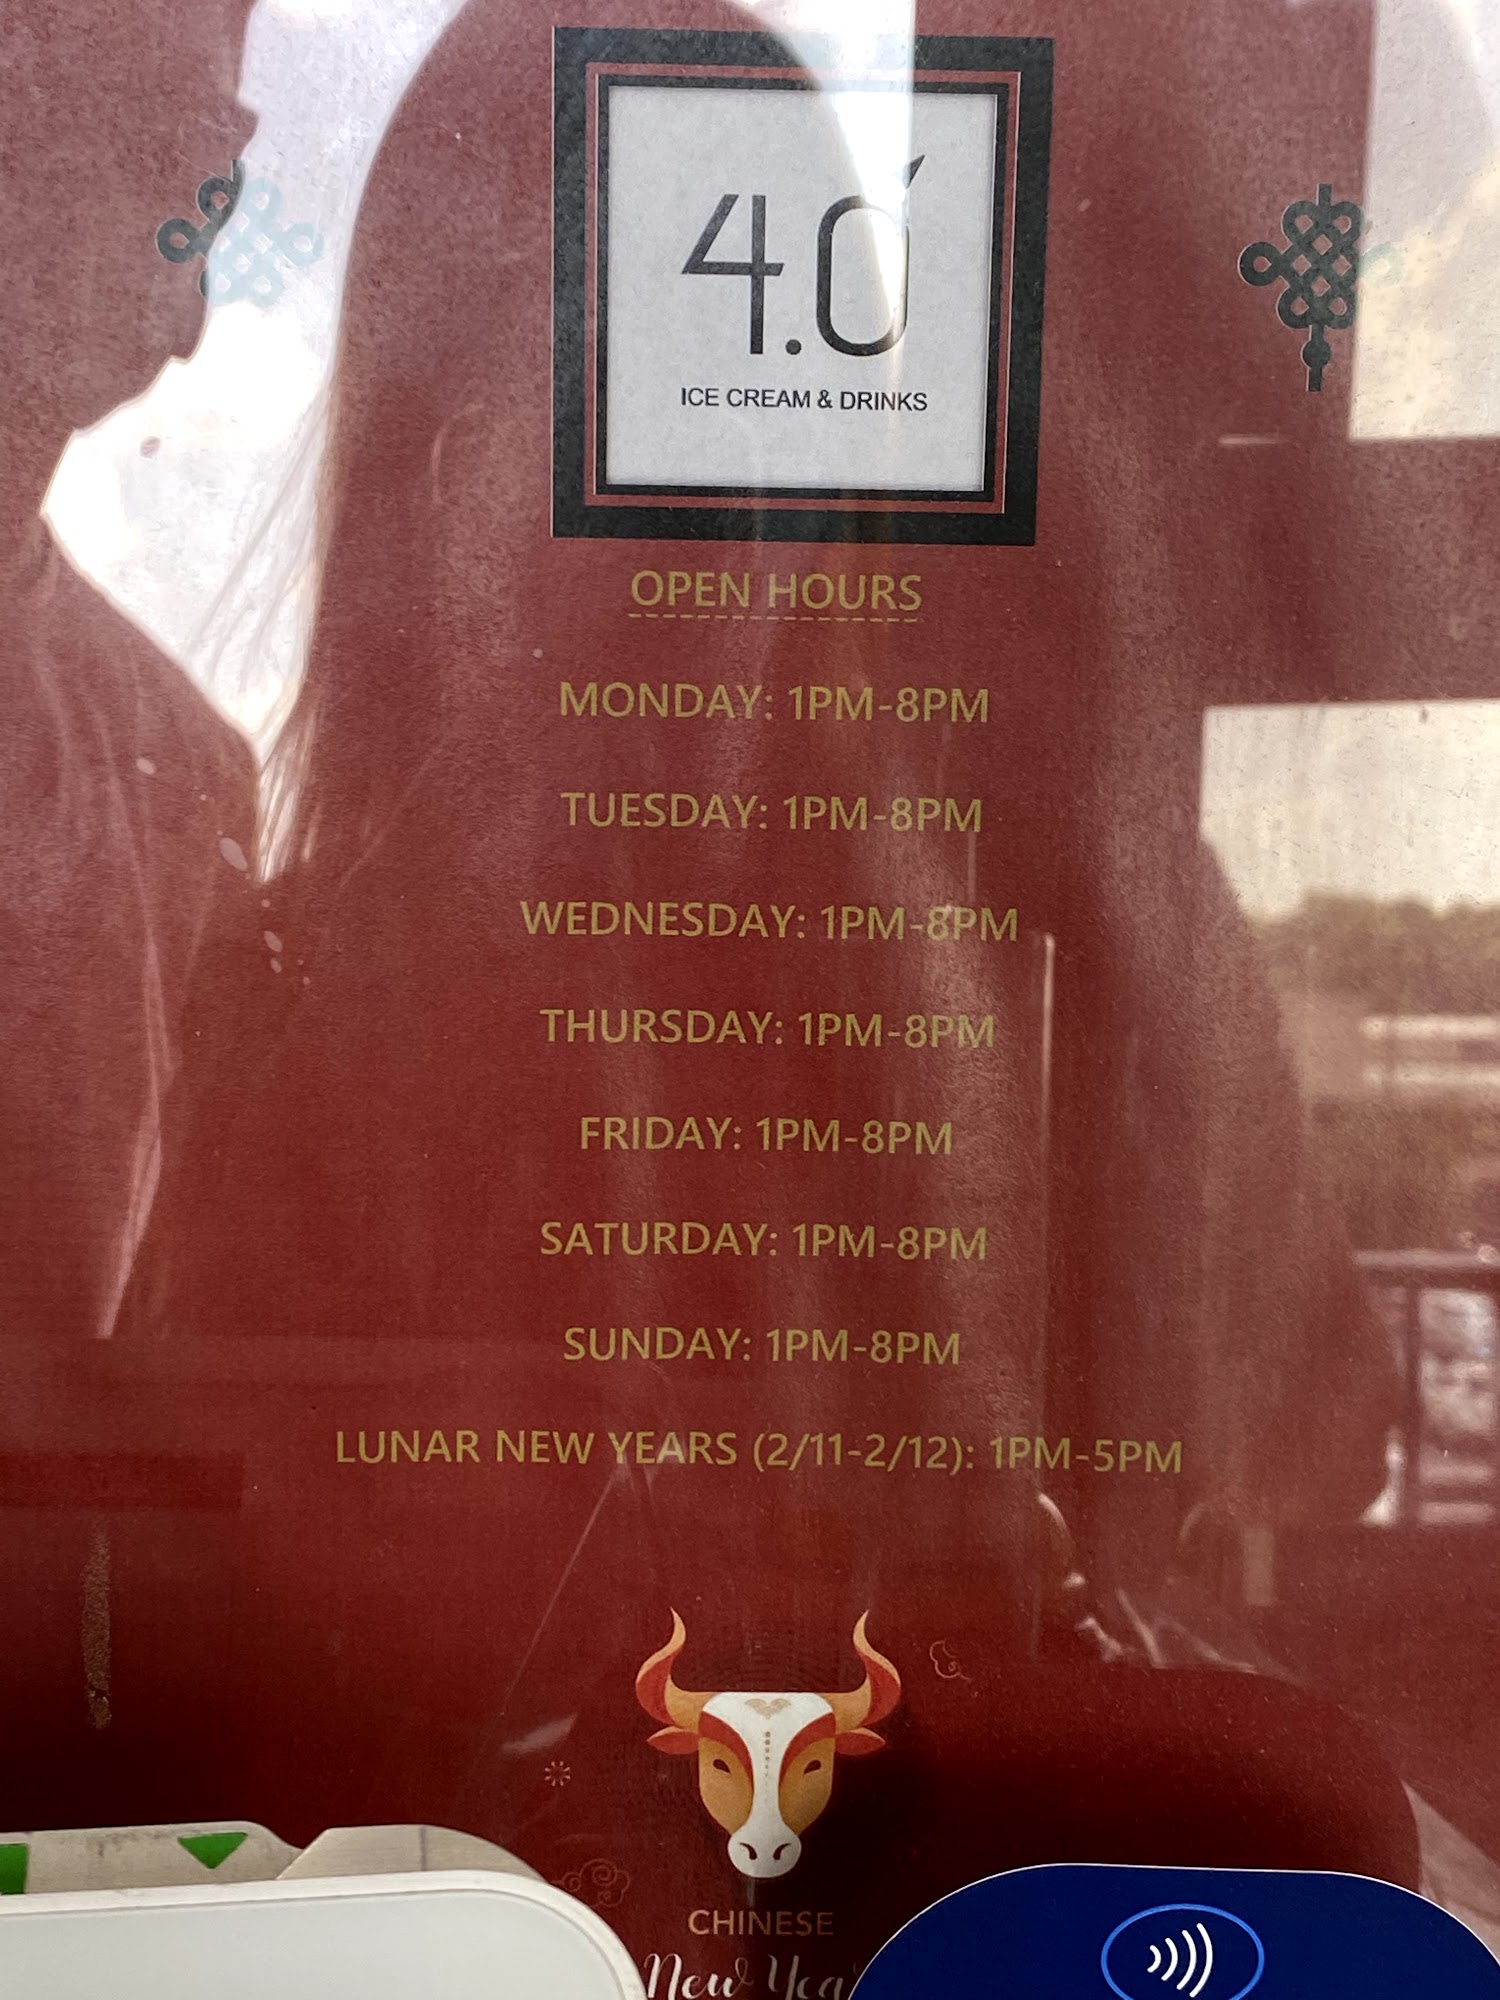 4.0
ICE CREAM & DRINKS
OPEN HOURS
MONDAY: 1PM-8PM
TUESDAY: 1PM-8PM
WEDNESDAY: 1PM-8PM
THURSDAY: 1PM-8PM
FRIDAY: 1PM-8PM
SATURDAY: 1PM-8PM
SUNDAY: 1PM-8PM
LUNAR NEW YEARS (2/11-2/12): 1PM-5PM
CHINESE
New Year